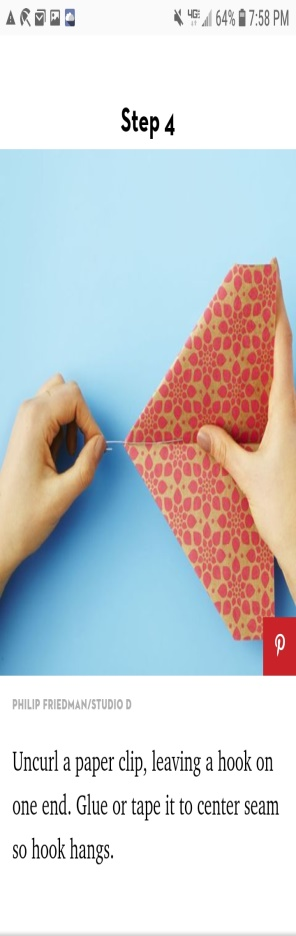 4G 64% 7:58 PM
Step 4
PHILIP FRIEDMAN/STUDIO D
Uncurl a paper clip, leaving a hook on
one end. Glue or tape it to center seam
so hook hangs.